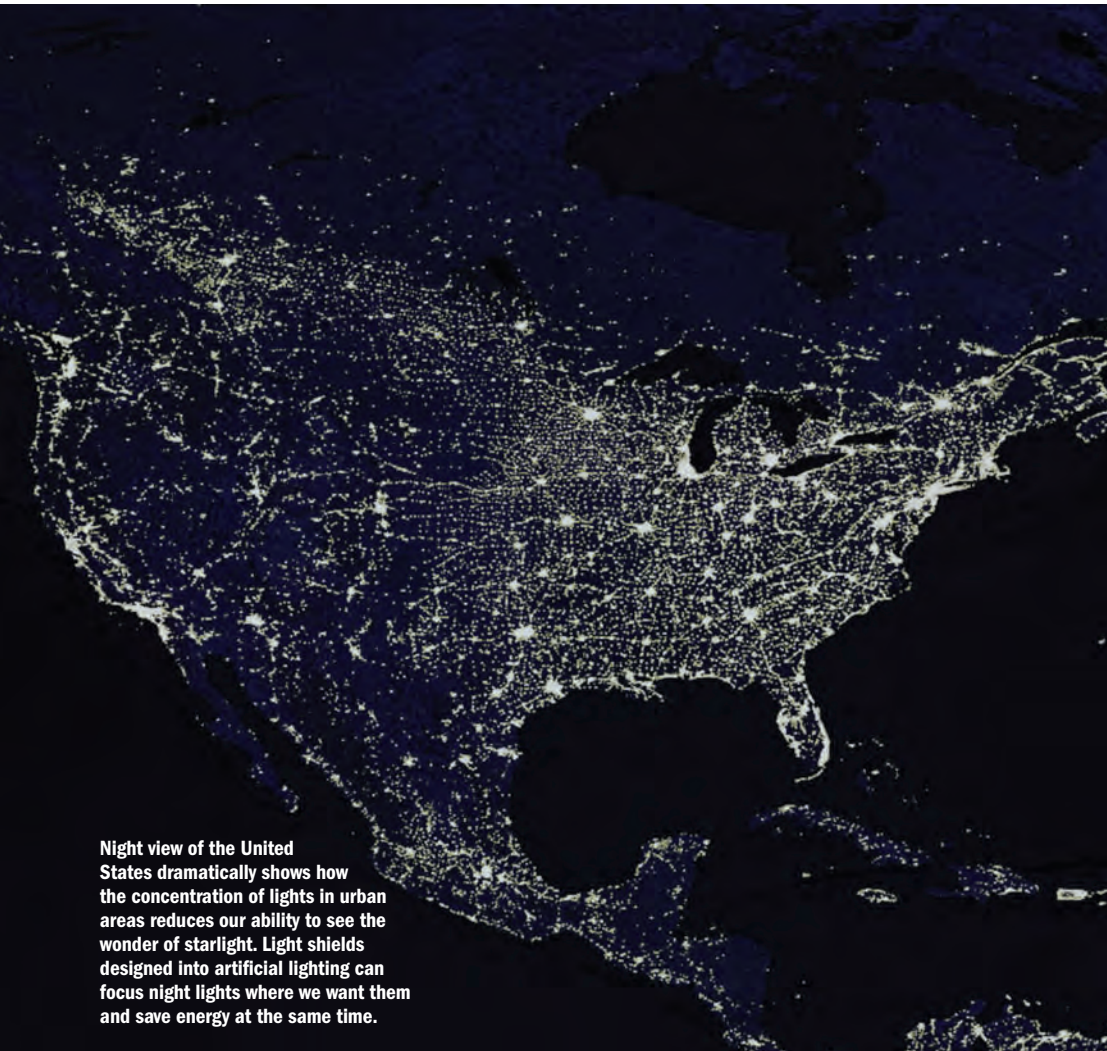 Night view of the United
States dramatically shows how
the concentration of lights in urban
areas reduces our ability to see the
wonder of starlight. Light shields
designed into artificial lighting can
focus night lights where we want them
and save energy at the same time.